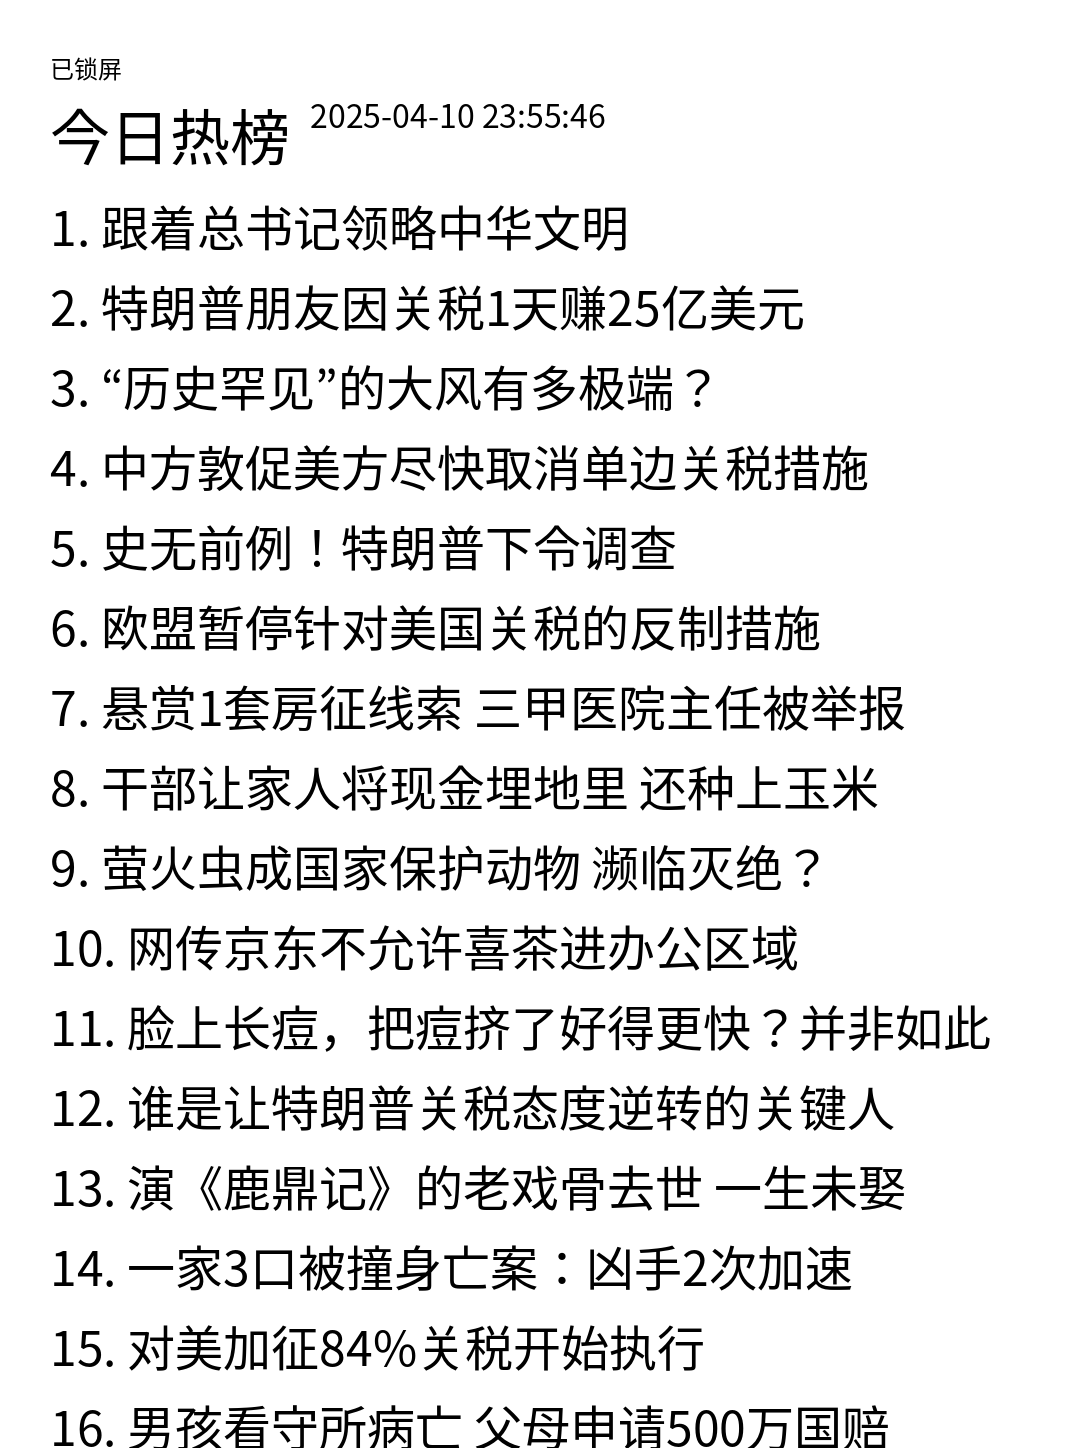 已锁屏
今日热榜 2025-04-10 23:55:46
1. 跟着总书记领略中华文明
2. 特朗普朋友因关税1天赚25亿美元
3. “历史罕见”的大风有多极端？
4. 中方敦促美方尽快取消单边关税措施
5. 史无前例！特朗普下令调查
6. 欧盟暂停针对美国关税的反制措施
7. 悬赏1套房征线索 三甲医院主任被举报
8. 干部让家人将现金埋地里 还种上玉米
9. 萤火虫成国家保护动物 濒临灭绝？
10. 网传京东不允许喜茶进办公区域
11. 脸上长痘，把痘挤了好得更快？并非如此
12. 谁是让特朗普关税态度逆转的关键人
13. 演《鹿鼎记》的老戏骨去世 一生未娶
14. 一家3口被撞身亡案：凶手2次加速
15. 对美加征84%关税开始执行
16. 男孩看守所病亡 父母申请500万国赔